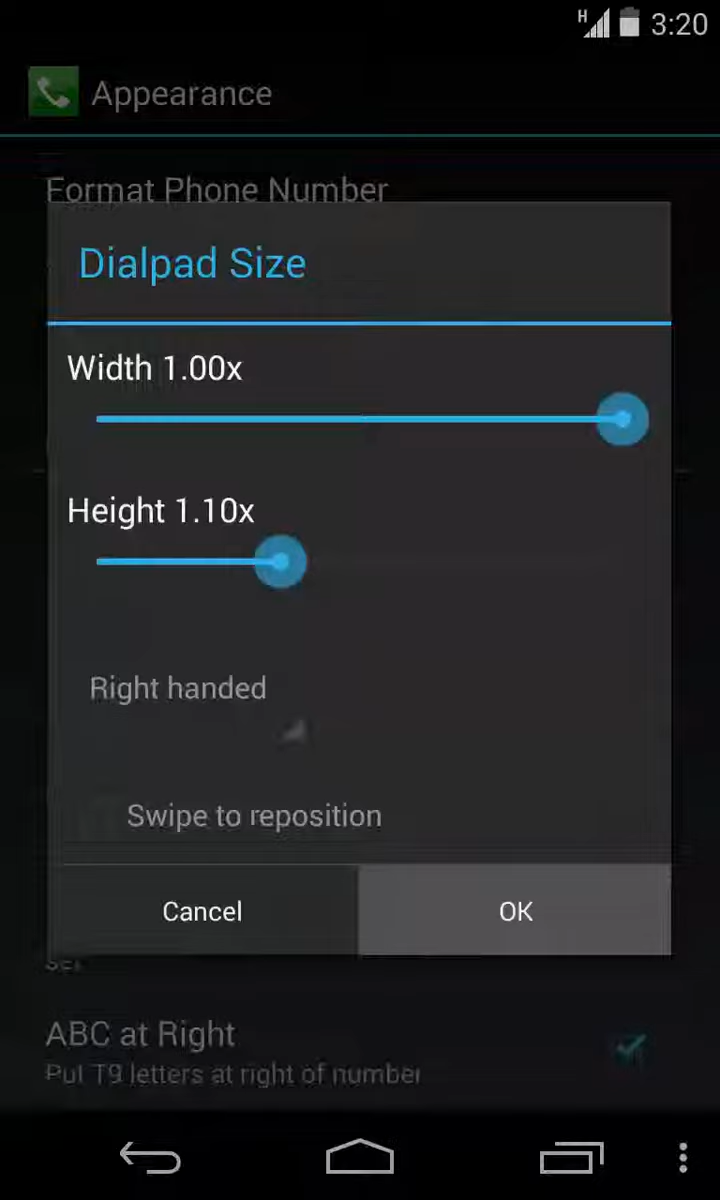 H 3:20
Appearance
Format Phone Number
Dialpad Size
Width 1.00x
Height 1.10x
Right handed
Swipe to reposition
Cancel OK
set
ABC at Right
Put T9 letters at right of number